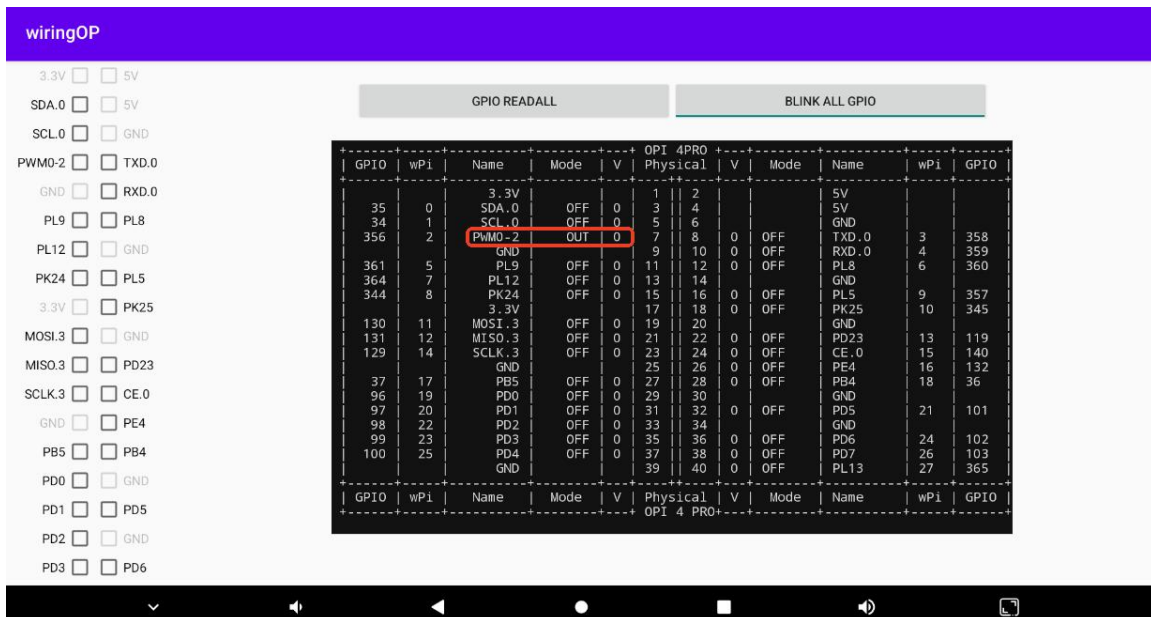 wiringOP
3.3V 5V
SDA.0 5V
SCL.0 GND
PWM0-2 TXD.0
GND RXD.0
PL9 PL8
PL12 GND
PK24 PL5
3.3V PK25
MOSI.3 GND
MISO.3 PD23
SCLK.3 CE.0
GND PE4
PB5 PB4
PD0 GND
PD1 PD5
PD2 GND
PD3 PD6
GPIO READALL
BLINK ALL GPIO
+------+-----+----------+--------+---+ OPI 4PRO +---+--------+----------+-----+------+
| GPIO | wPi | Name | Mode | V | Physical | V | Mode | Name | wPi | GPIO |
+------+-----+----------+--------+---+----++----+---+--------+----------+-----+------+
| | | 3.3V | | | 1 || 2 | | | 5V | | |
| 35 | 0 | SDA.0 | OFF | 0 | 3 || 4 | | | 5V | | |
| 34 | 1 | SCL.0 | OFF | 0 | 5 || 6 | | | GND | | |
| 356 | 2 | PWM0-2 | OUT | 0 | 7 || 8 | 0 | OFF | TXD.0 | 3 | 358 |
| | | GND | | | 9 || 10 | 0 | OFF | RXD.0 | 4 | 359 |
| 361 | 5 | PL9 | OFF | 0 | 11 || 12 | 0 | OFF | PL8 | 6 | 360 |
| 364 | 7 | PL12 | OFF | 0 | 13 || 14 | | | GND | | |
| 344 | 8 | PK24 | OFF | 0 | 15 || 16 | 0 | OFF | PL5 | 9 | 357 |
| | | 3.3V | | | 17 || 18 | 0 | OFF | PK25 | 10 | 345 |
| 130 | 11 | MOSI.3 | OFF | 0 | 19 || 20 | | | GND | | |
| 131 | 12 | MISO.3 | OFF | 0 | 21 || 22 | 0 | OFF | PD23 | 13 | 119 |
| 129 | 14 | SCLK.3 | OFF | 0 | 23 || 24 | 0 | OFF | CE.0 | 15 | 140 |
| | | GND | | | 25 || 26 | 0 | OFF | PE4 | 16 | 132 |
| 37 | 17 | PB5 | OFF | 0 | 27 || 28 | 0 | OFF | PB4 | 18 | 36 |
| 96 | 19 | PD0 | OFF | 0 | 29 || 30 | | | GND | | |
| 97 | 20 | PD1 | OFF | 0 | 31 || 32 | 0 | OFF | PD5 | 21 | 101 |
| 98 | 22 | PD2 | OFF | 0 | 33 || 34 | | | GND | | |
| 99 | 23 | PD3 | OFF | 0 | 35 || 36 | 0 | OFF | PD6 | 24 | 102 |
| 100 | 25 | PD4 | OFF | 0 | 37 || 38 | 0 | OFF | PD7 | 26 | 103 |
| | | GND | | | 39 || 40 | 0 | OFF | PL13 | 27 | 365 |
+------+-----+----------+--------+---+----++----+---+--------+----------+-----+------+
| GPIO | wPi | Name | Mode | V | Physical | V | Mode | Name | wPi | GPIO |
+------+-----+----------+--------+---+ OPI 4 PRO+---+--------+----------+-----+------+